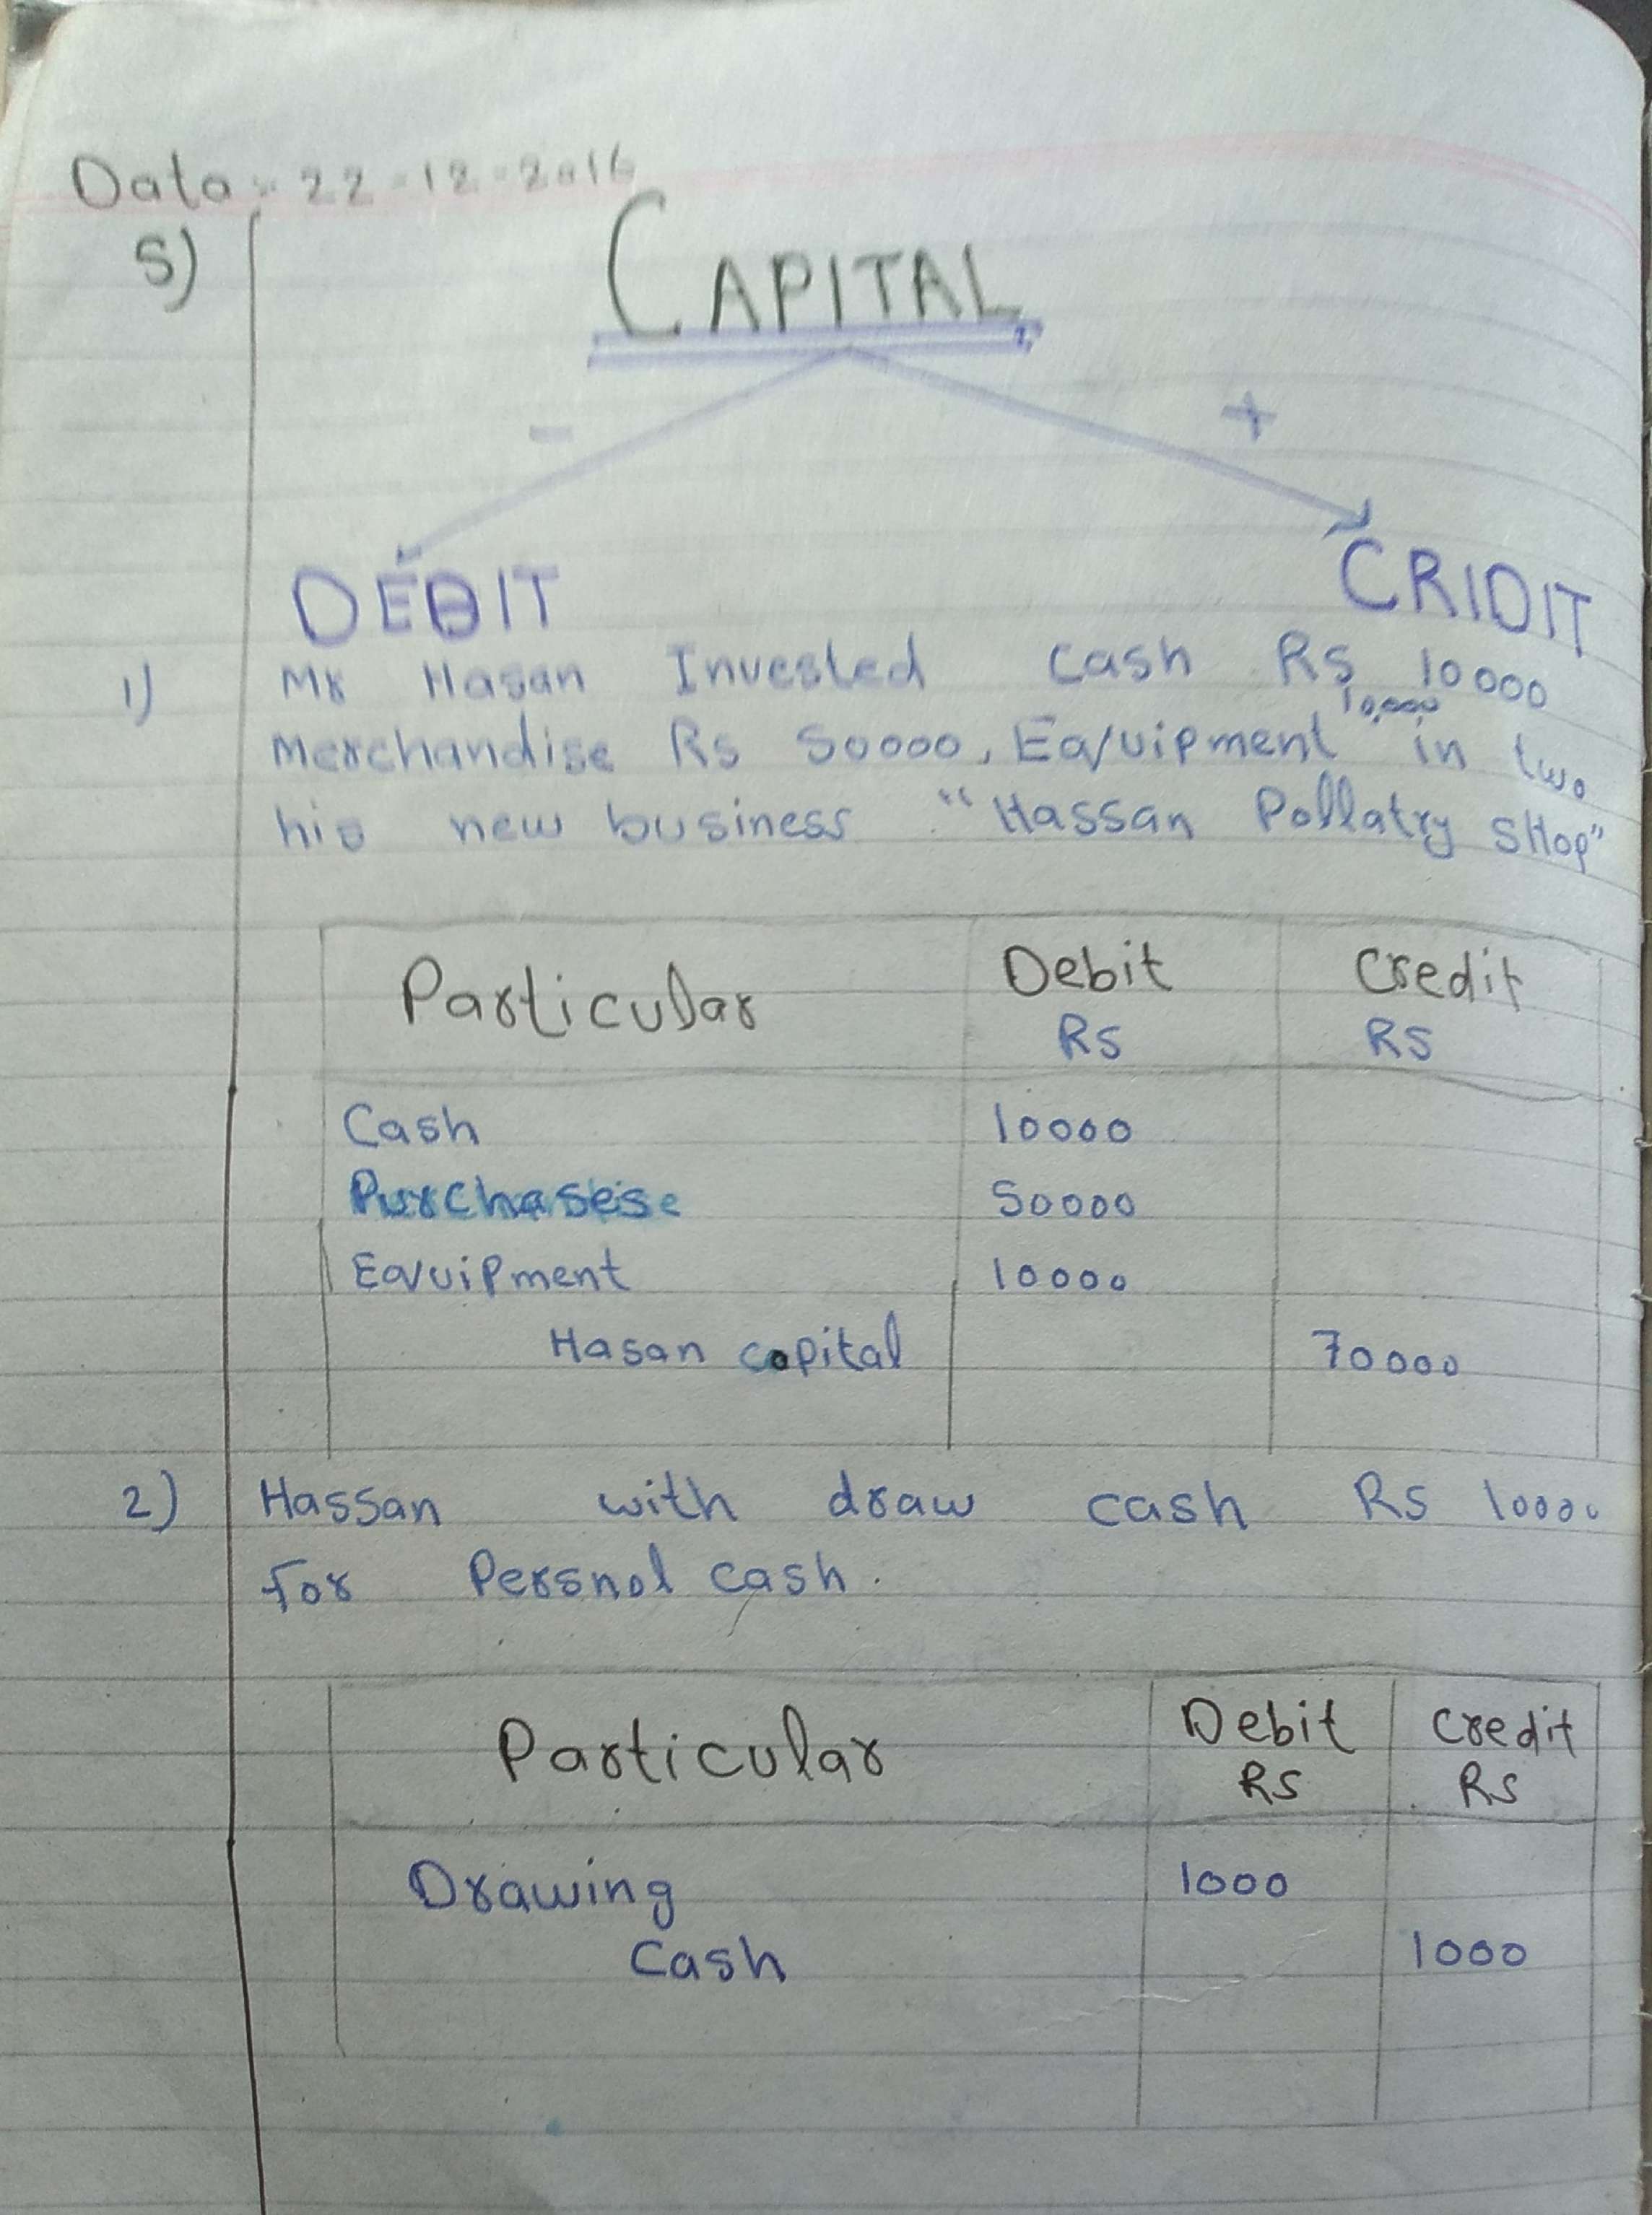 Data :- 22-12-2016
5)
CAPITAL
- +
DEBIT CRIDIT
1) Mr Hasan Invested cash Rs 10000
10,000
Merchandise Rs 50000, Equipment in two
his new business "Hassan Pollatry SHop"
Particular Debit Credit
RS RS
Cash 10000
Purchases 50000
Equipment 10000
Hasan capital 70000
2) Hassan with draw cash Rs 10000
for Persnol cash.
Particular Debit Credit
RS RS
Drawing 1000
Cash 1000